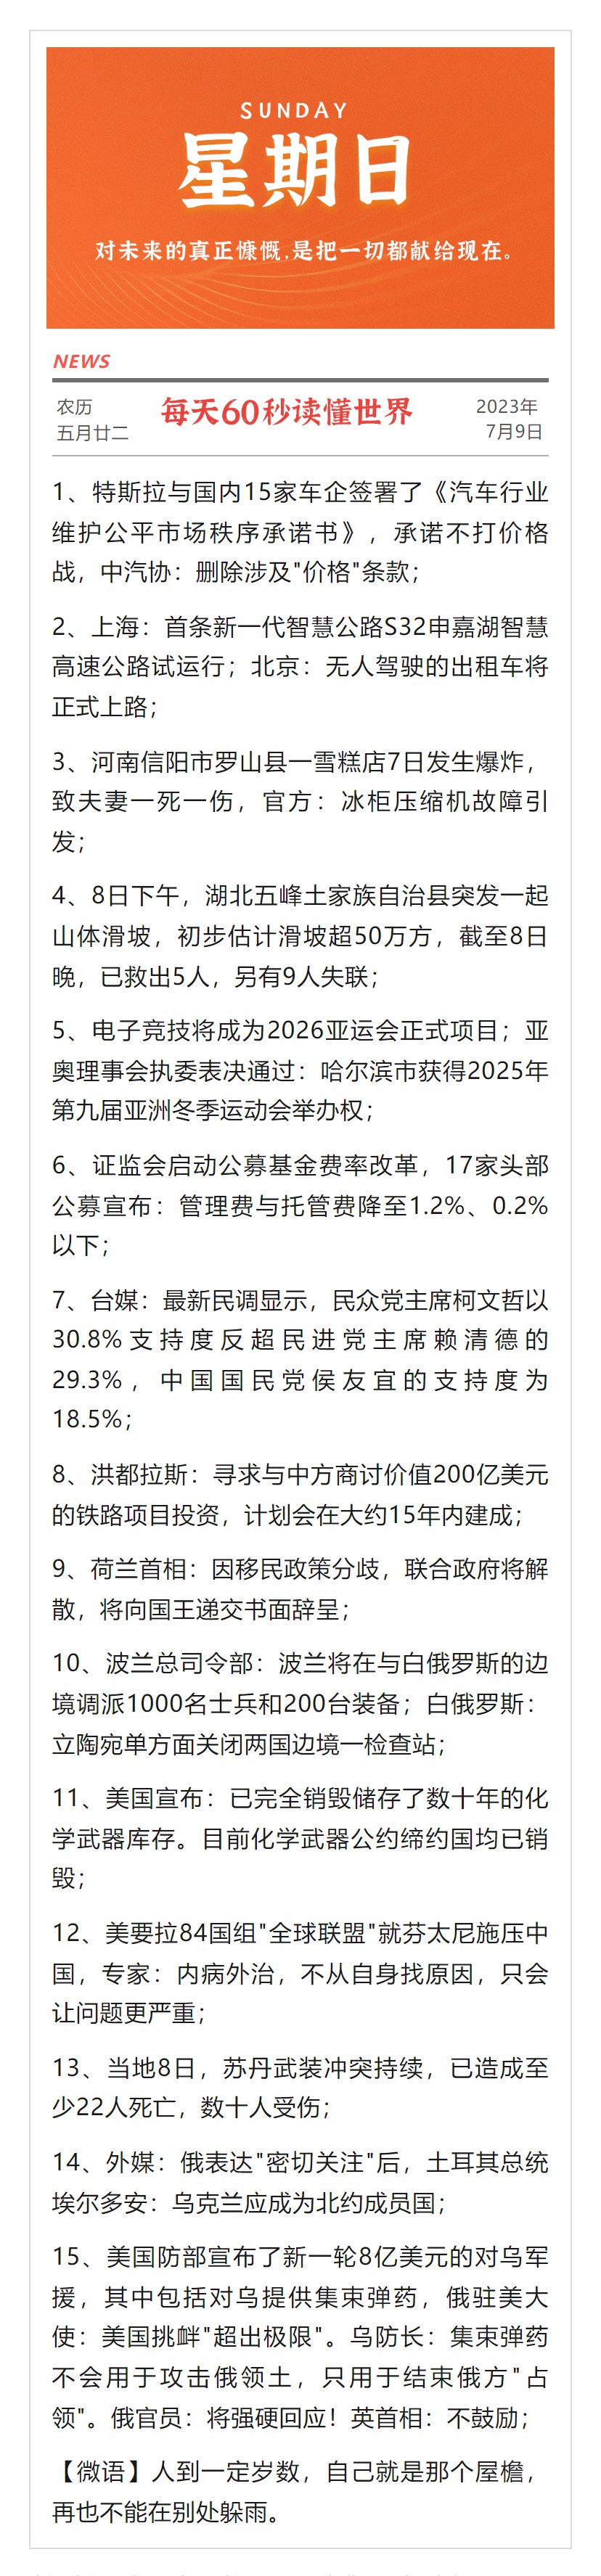 SUNDAY
星期日
对未来的真正慷慨,是把一切都献给现在。
NEWS
农历
五月廿二
每天60秒读懂世界
2023年
7月9日
1、特斯拉与国内15家车企签署了《汽车行业
维护公平市场秩序承诺书》，承诺不打价格
战，中汽协：删除涉及"价格"条款；
2、上海：首条新一代智慧公路S32申嘉湖智慧
高速公路试运行；北京：无人驾驶的出租车将
正式上路；
3、河南信阳市罗山县一雪糕店7日发生爆炸，
致夫妻一死一伤，官方：冰柜压缩机故障引
发；
4、8日下午，湖北五峰土家族自治县突发一起
山体滑坡，初步估计滑坡超50万方，截至8日
晚，已救出5人，另有9人失联；
5、电子竞技将成为2026亚运会正式项目；亚
奥理事会执委表决通过：哈尔滨市获得2025年
第九届亚洲冬季运动会举办权；
6、证监会启动公募基金费率改革，17家头部
公募宣布：管理费与托管费降至1.2%、0.2%
以下；
7、台媒：最新民调显示，民众党主席柯文哲以
30.8%支持度反超民进党主席赖清德的
29.3%，中国国民党侯友宜的支持度为
18.5%；
8、洪都拉斯：寻求与中方商讨价值200亿美元
的铁路项目投资，计划会在大约15年内建成；
9、荷兰首相：因移民政策分歧，联合政府将解
散，将向国王递交书面辞呈；
10、波兰总司令部：波兰将在与白俄罗斯的边
境调派1000名士兵和200台装备；白俄罗斯：
立陶宛单方面关闭两国边境一检查站；
11、美国宣布：已完全销毁储存了数十年的化
学武器库存。目前化学武器公约缔约国均已销
毁；
12、美要拉84国组"全球联盟"就芬太尼施压中
国，专家：内病外治，不从自身找原因，只会
让问题更严重；
13、当地8日，苏丹武装冲突持续，已造成至
少22人死亡，数十人受伤；
14、外媒：俄表达"密切关注"后，土耳其总统
埃尔多安：乌克兰应成为北约成员国；
15、美国防部宣布了新一轮8亿美元的对乌军
援，其中包括对乌提供集束弹药，俄驻美大
使：美国挑衅"超出极限"。乌防长：集束弹药
不会用于攻击俄领土，只用于结束俄方"占
领"。俄官员：将强硬回应！英首相：不鼓励；
【微语】人到一定岁数，自己就是那个屋檐，
再也不能在别处躲雨。